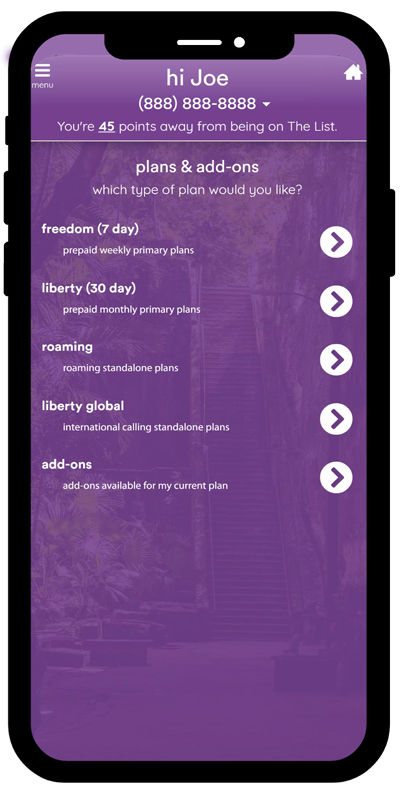 hi Joe
menu
(888) 888-8888
You're 45 points away from being on The List.
plans & add-ons
which type of plan would you like?
freedom (7 day)
prepaid weekly primary plans
liberty (30 day)
prepaid monthly primary plans
roaming
roaming standalone plans
liberty global
international calling standalone plans
add-ons
add-ons available for my current plan